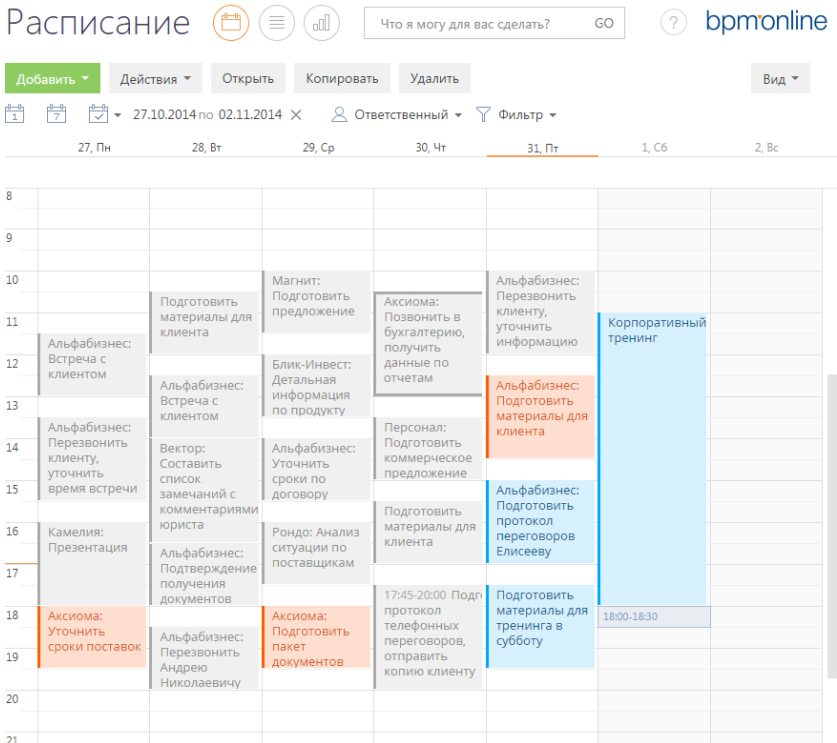 Расписание
Что я могу для вас сделать? GO
?
bpmonline
Добавить Действия Открыть Копировать Удалить Вид
1 7 27.10.2014 по 02.11.2014 × Ответственный Фильтр
27, Пн 28, Вт 29, Ср 30, Чт 31, Пт 1, Сб 2, Вс
8
9
10
11
12
13
14
15
16
17
18
19
20
21
Альфабизнес:
Встреча с
клиентом
Альфабизнес:
Перезвонить
клиенту,
уточнить
время встречи
Камелия:
Презентация
Аксиома:
Уточнить
сроки поставок
Подготовить
материалы для
клиента
Альфабизнес:
Встреча с
клиентом
Вектор:
Составить
список
замечаний с
комментариями
юриста
Альфабизнес:
Подтверждение
получения
документов
Альфабизнес:
Перезвонить
Андрею
Николаевичу
Магнит:
Подготовить
предложение
Блик-Инвест:
Детальная
информация
по продукту
Альфабизнес:
Уточнить
сроки по
договору
Рондо: Анализ
ситуации по
поставщикам
Аксиома:
Подготовить
пакет
документов
Аксиома:
Позвонить в
бухгалтерию,
получить
данные по
отчетам
Персонал:
Подготовить
коммерческое
предложение
Подготовить
материалы для
клиента
17:45-20:00 Подг
протокол
телефонных
переговоров,
отправить
копию клиенту
Альфабизнес:
Перезвонить
клиенту,
уточнить
информацию
Альфабизнес:
Подготовить
материалы для
клиента
Альфабизнес:
Подготовить
протокол
переговоров
Елисееву
Подготовить
материалы для
тренинга в
субботу
Корпоративный
тренинг
18:00-18:30